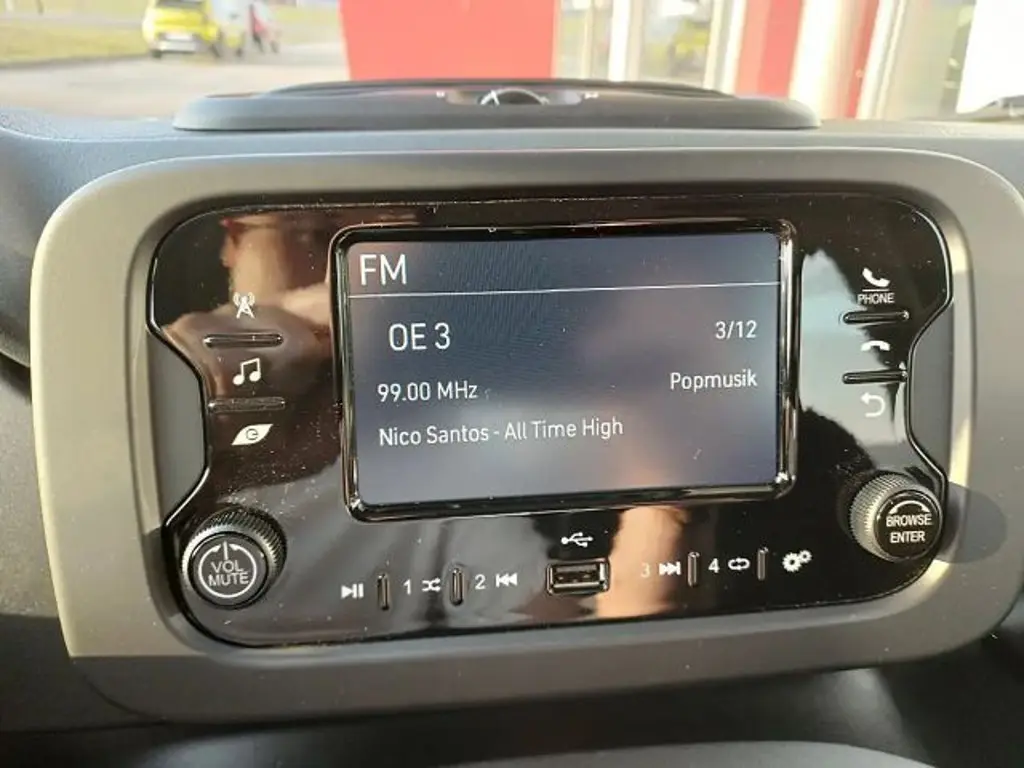 FM
OE 3
3/12
99.00 MHz
Popmusik
Nico Santos - All Time High
PHONE
VOL
MUTE
BROWSE
ENTER
1
2
3
4